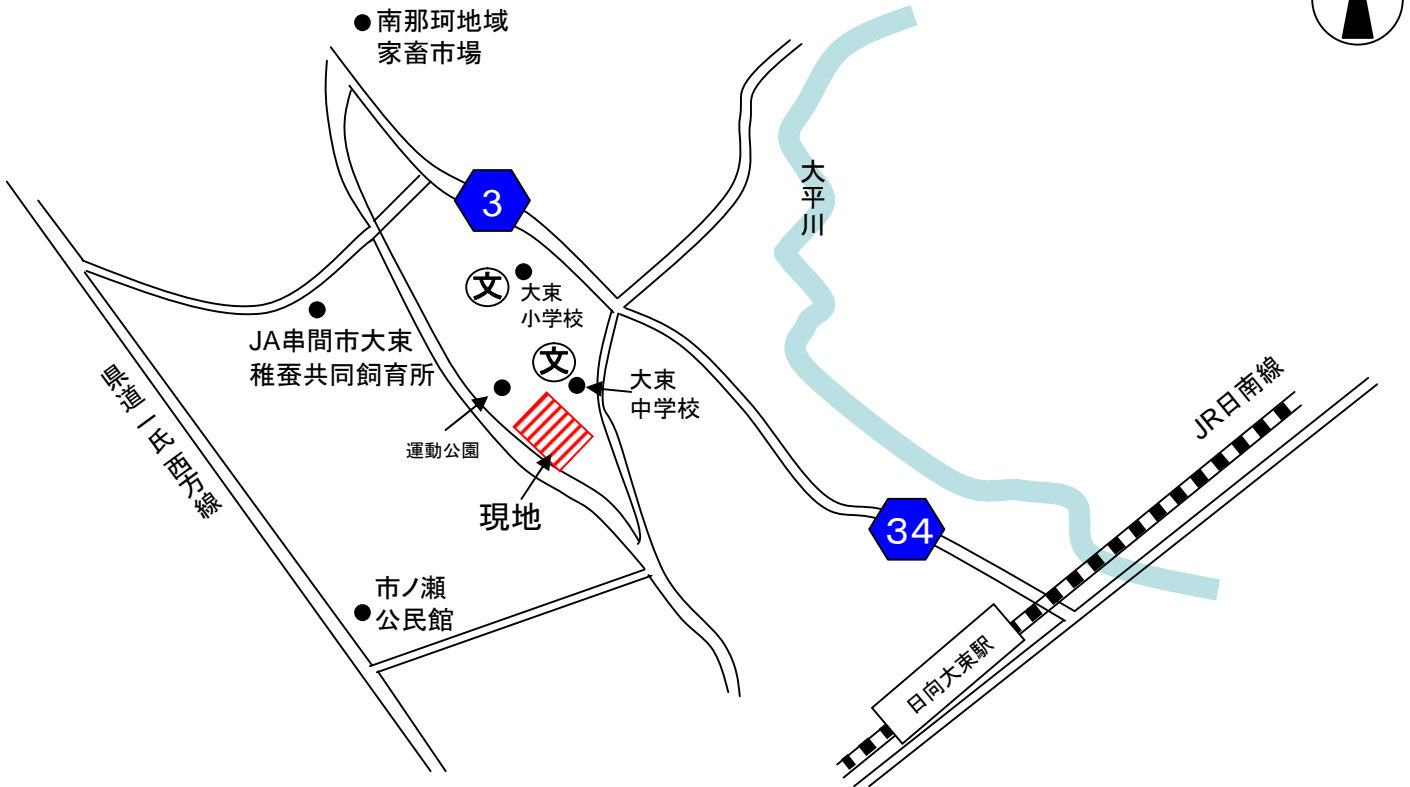 南那珂地域
家畜市場
3
大平川
文
大束
小学校
JA串間市大束
稚蚕共同飼育所
文
大束
中学校
運動公園
県道一氏西方線
現地
JR日南線
34
市ノ瀬
公民館
日向大束駅